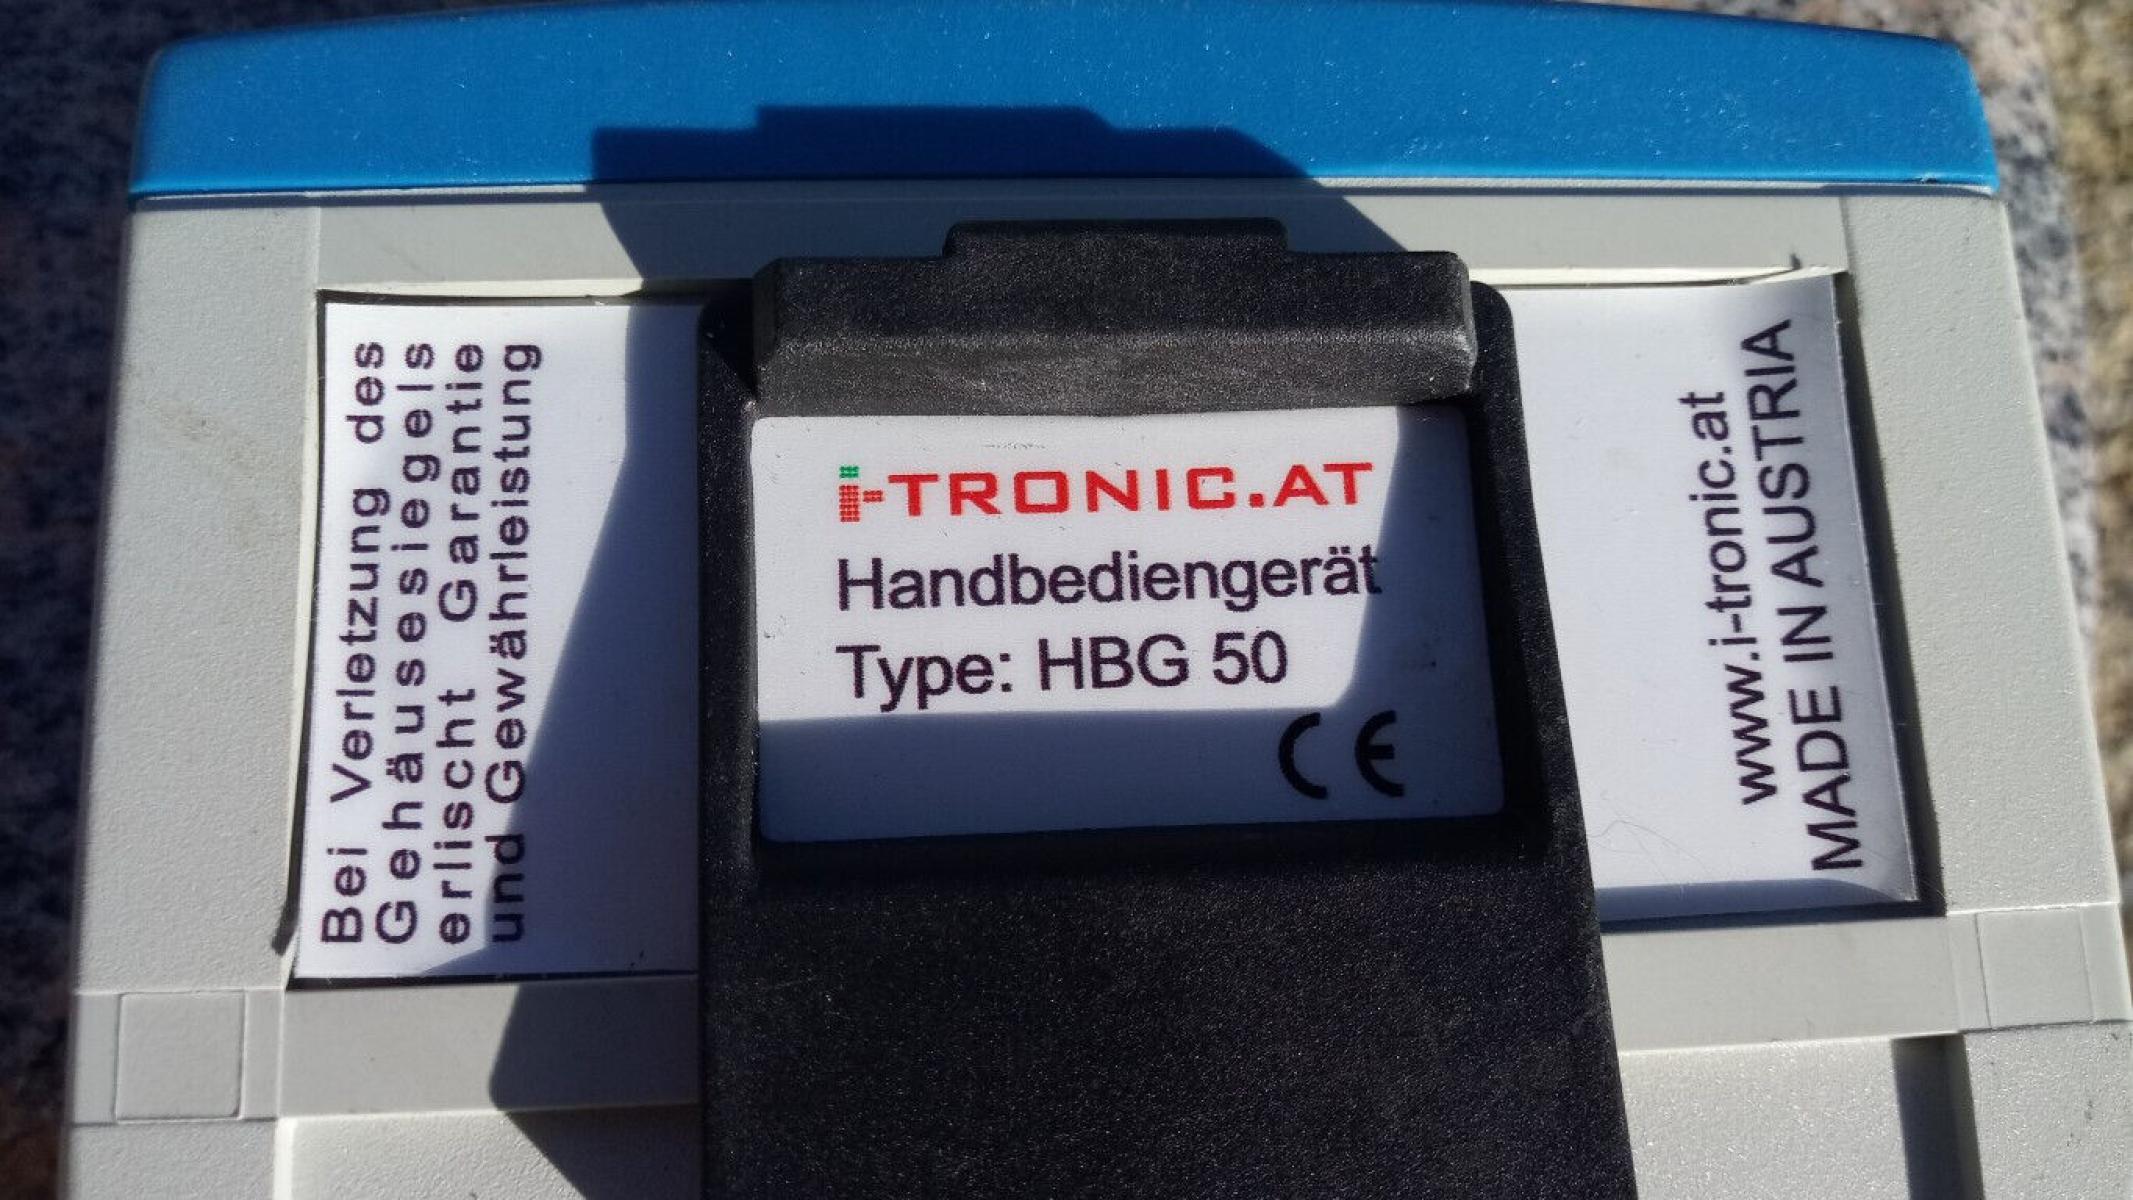 Bei Verletzung des
Gehäusesiegels
erlischt Garantie
und Gewährleistung
i-TRONIC.AT
Handbediengerät
Type: HBG 50
CE
www.i-tronic.at
MADE IN AUSTRIA